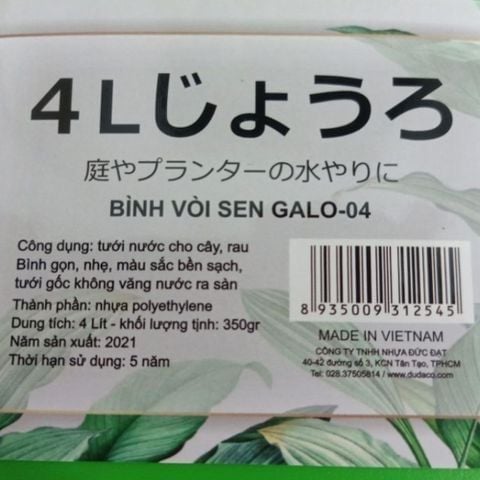 4Lじょうろ
庭やプランターの水やりに
BÌNH VÒI SEN GALO-04
Công dụng: tưới nước cho cây, rau
Bình gọn, nhẹ, màu sắc bền sạch,
tưới gốc không văng nước ra sàn
Thành phần: nhựa polyethylene
Dung tích: 4 Lít - khối lượng tịnh: 350gr
Năm sản xuất: 2021
Thời hạn sử dụng: 5 năm
8 935009 312545
MADE IN VIETNAM
CÔNG TY TNHH NHỰA ĐỨC ĐẠT
40-42 đường số 3, KCN Tân Tạo, TPHCM
Tel: 028.37505814 / www.dudaco.com